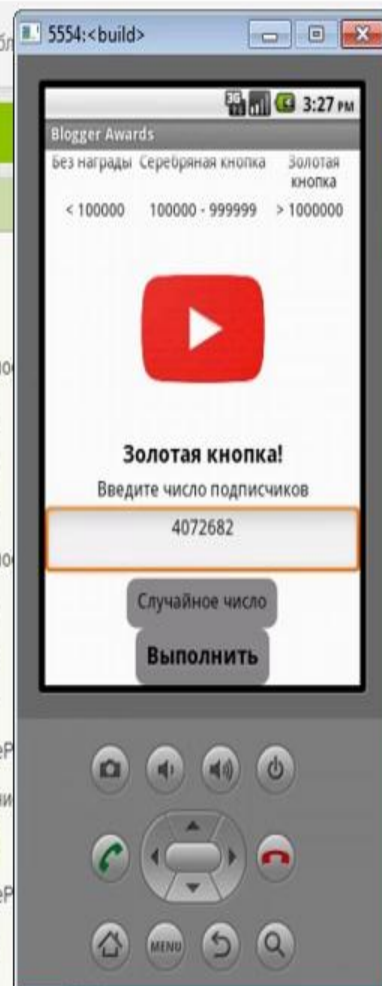 5554:<build>
3G
3:27 PM
Blogger Awards
Без награды Серебряная кнопка Золотая кнопка
< 100000 100000 - 999999 > 1000000
Золотая кнопка!
Введите число подписчиков
4072682
Случайное число
Выполнить
MENU